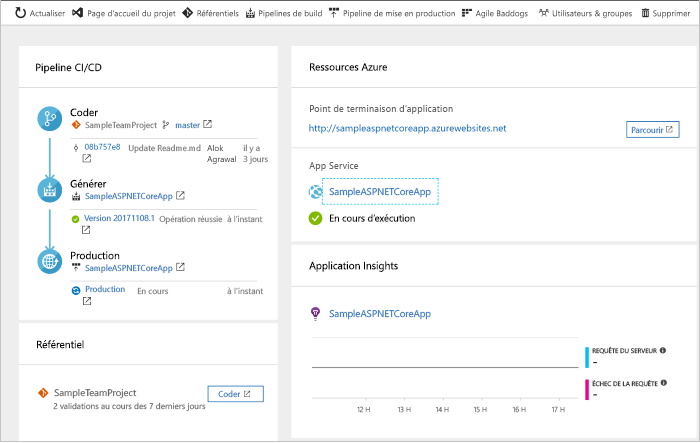 Actualiser Page d'accueil du projet Référentiels Pipelines de build Pipeline de mise en production Agile Baddogs Utilisateurs & groupes Supprimer
Pipeline CI/CD
Coder
SampleTeamProject master
08b757e8 Update Readme.md Alok Agrawal il y a 3 jours
Générer
SampleASPNETCoreApp
Version 20171108.1 Opération réussie à l'instant
Production
SampleASPNETCoreApp
Production En cours à l'instant
Référentiel
SampleTeamProject Coder
2 validations au cours des 7 derniers jours
Ressources Azure
Point de terminaison d'application
http://sampleaspnetcoreapp.azurewebsites.net Parcourir
App Service
SampleASPNETCoreApp
En cours d'exécution
Application Insights
SampleASPNETCoreApp
REQUÊTE DU SERVEUR
--
ÉCHEC DE LA REQUÊTE
--
12 H 13 H 14 H 15 H 16 H 17 H